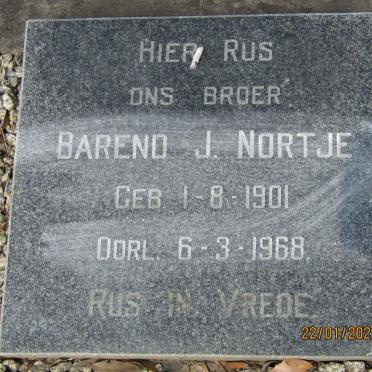 HIER RUS
ONS BROER
BAREND J. NORTJE
GEB 1-8-1901
OORL. 6-3-1968
RUS IN VREDE